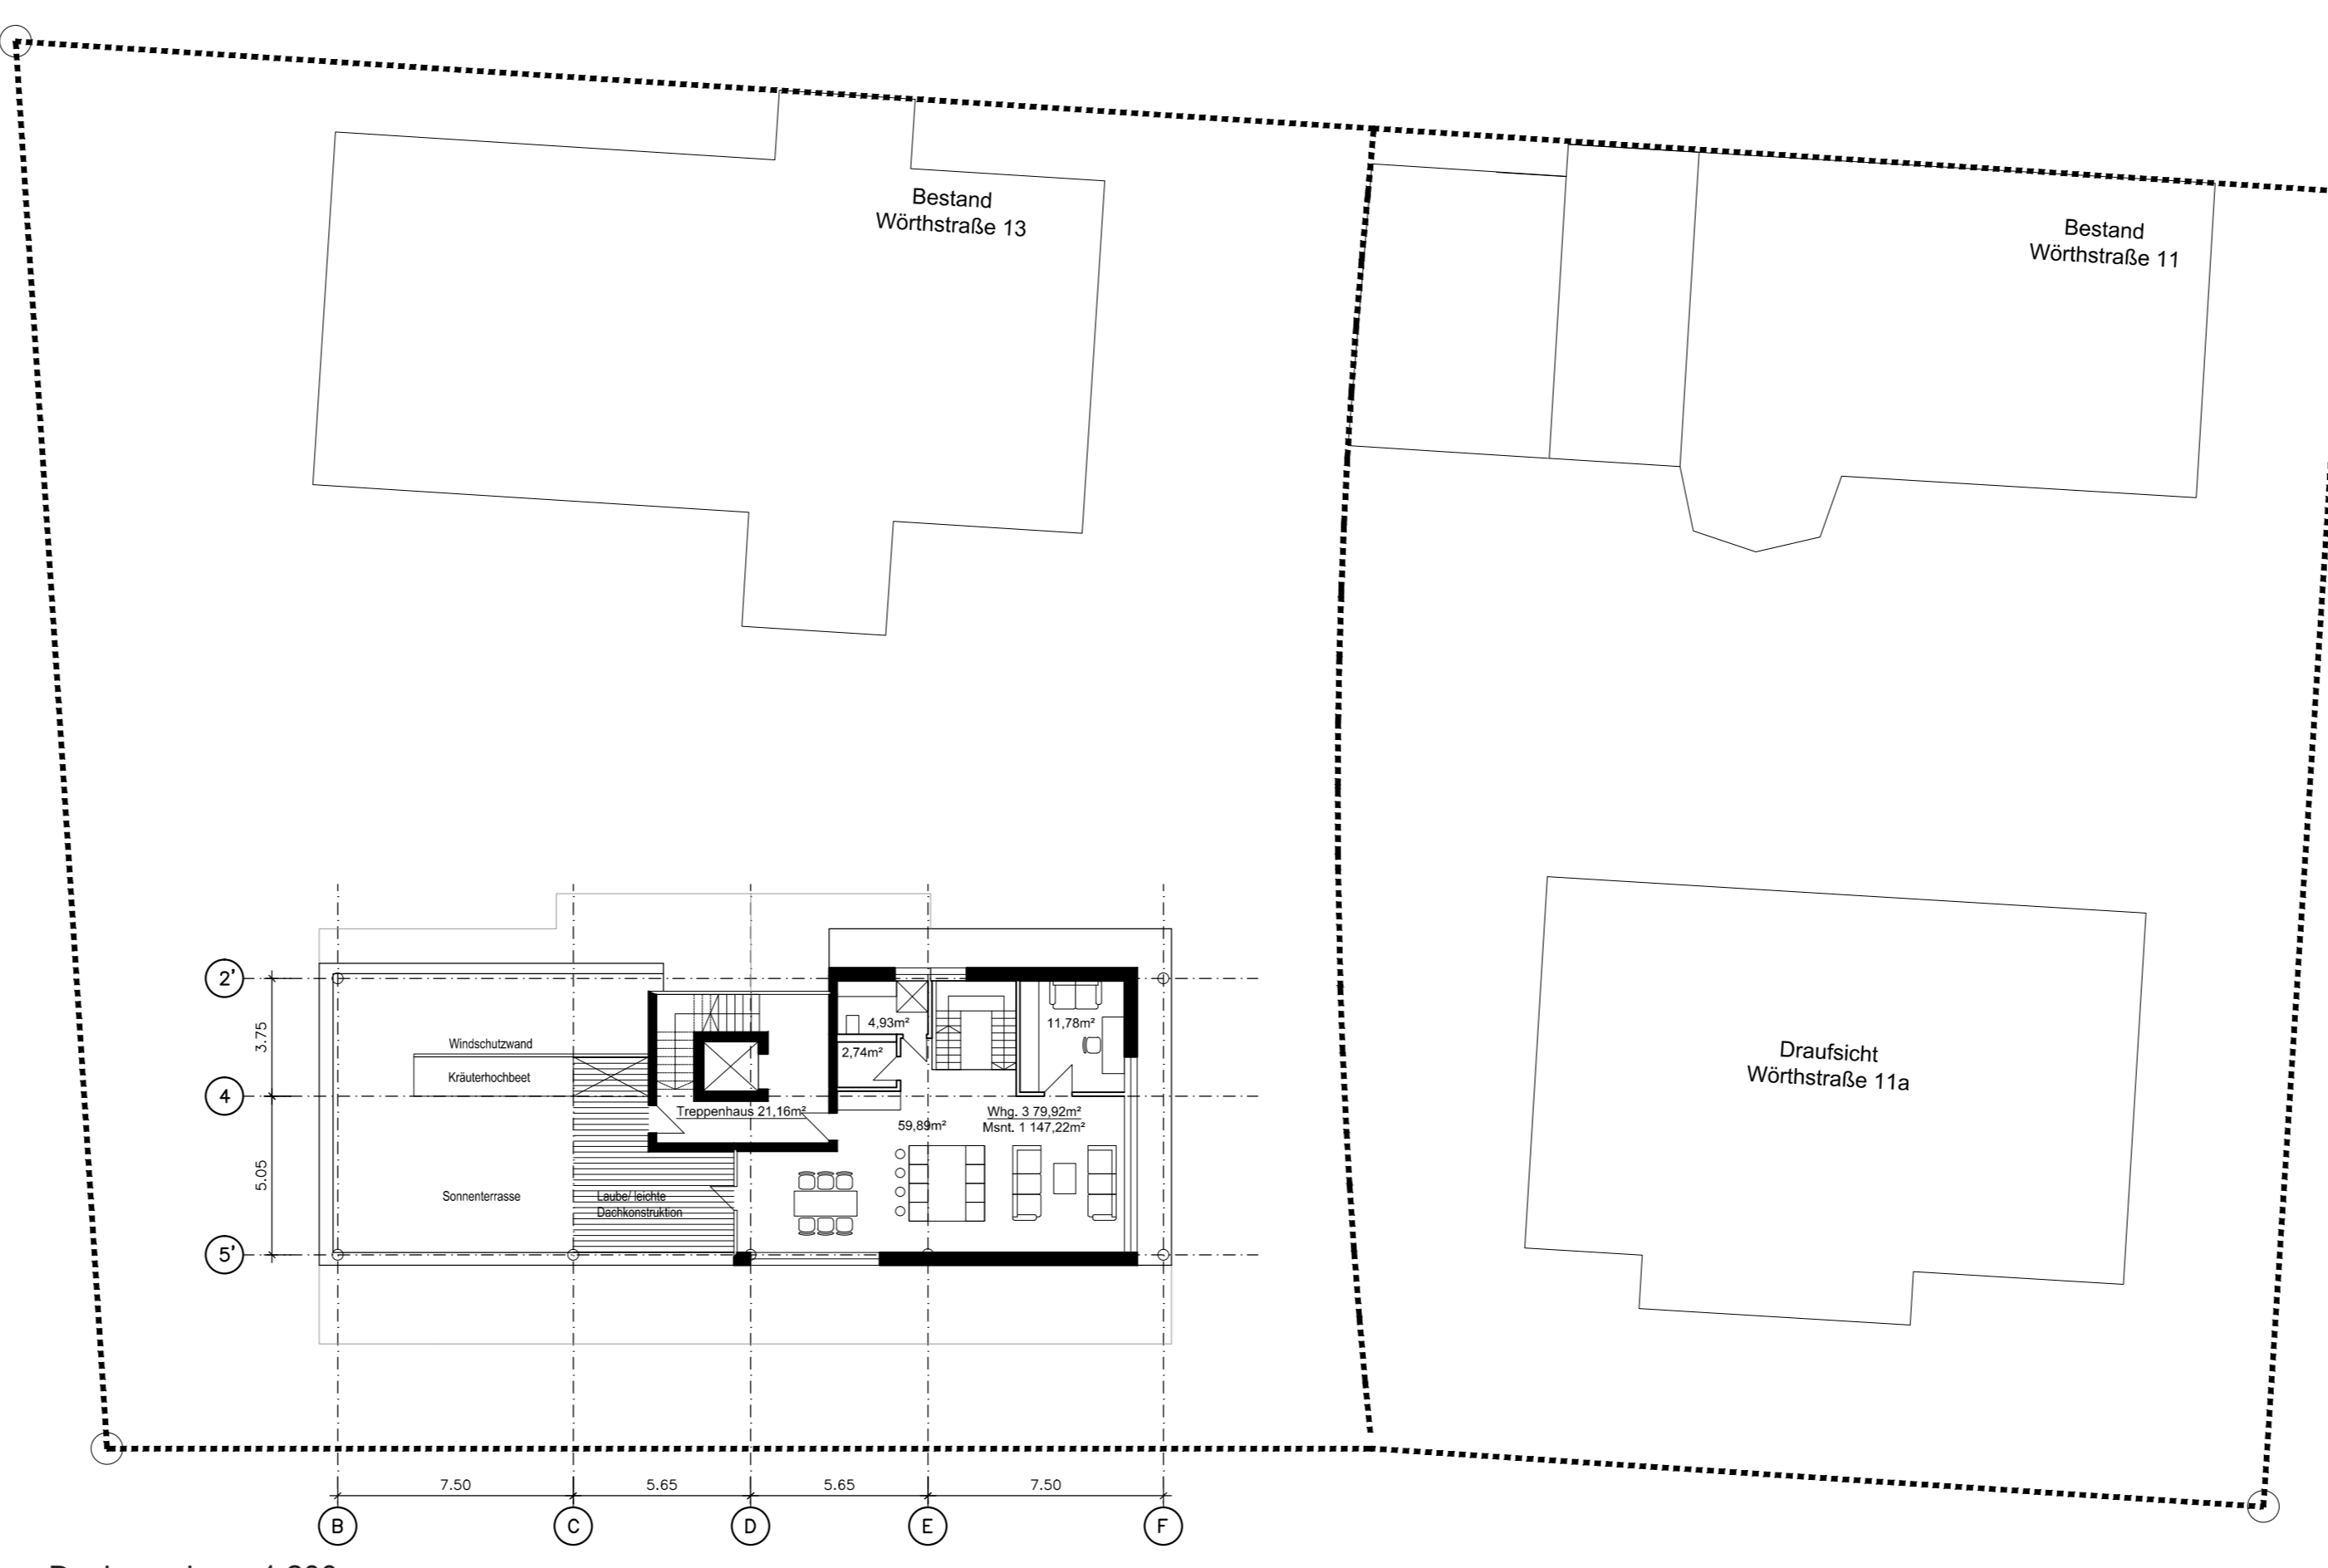 Bestand
Wörthstraße 13
Bestand
Wörthstraße 11
2'
3.75
4
5.05
5'
Windschutzwand
Kräuterhochbeet
4,93m²
11,78m²
2,74m²
Treppenhaus 21,16m²
59,89m²
Whg. 3 79,92m²
Msnt. 1 147,22m²
Sonnenterrasse
Laube/ leichte
Dachkonstruktion
Draufsicht
Wörthstraße 11a
7.50
5.65
5.65
7.50
B
C
D
E
F